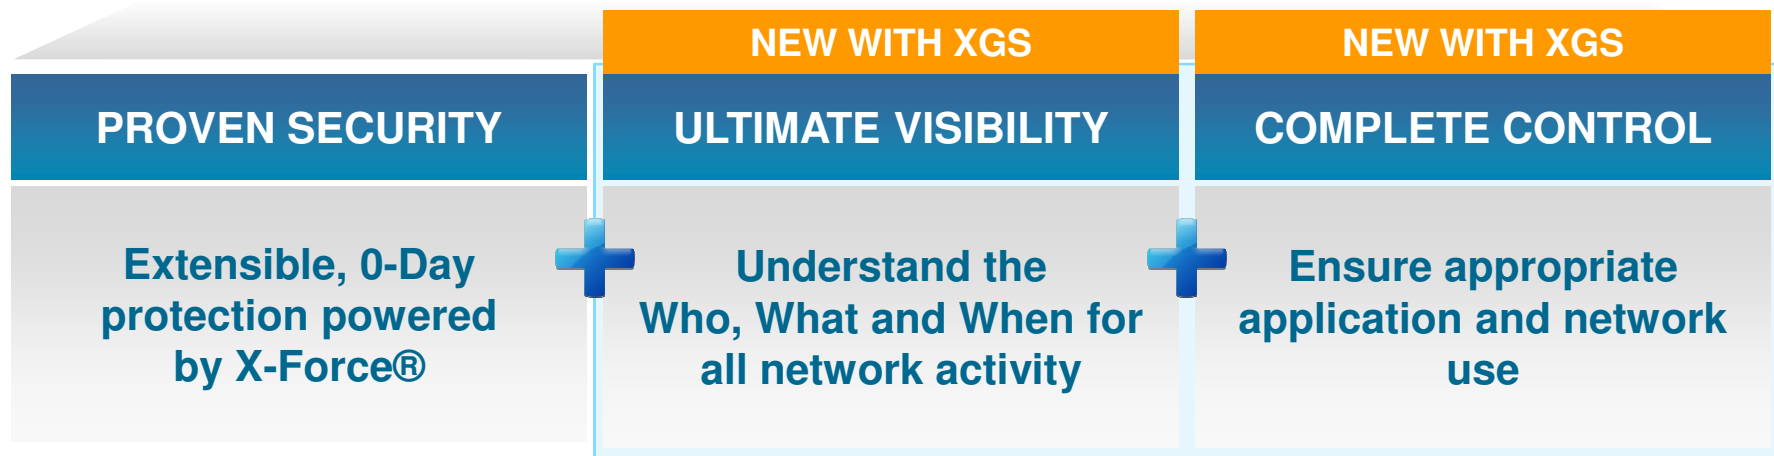 NEW WITH XGS
NEW WITH XGS
PROVEN SECURITY
ULTIMATE VISIBILITY
COMPLETE CONTROL
Extensible, 0-Day
protection powered
by X-Force®
Understand the
Who, What and When for
all network activity
Ensure appropriate
application and network
use